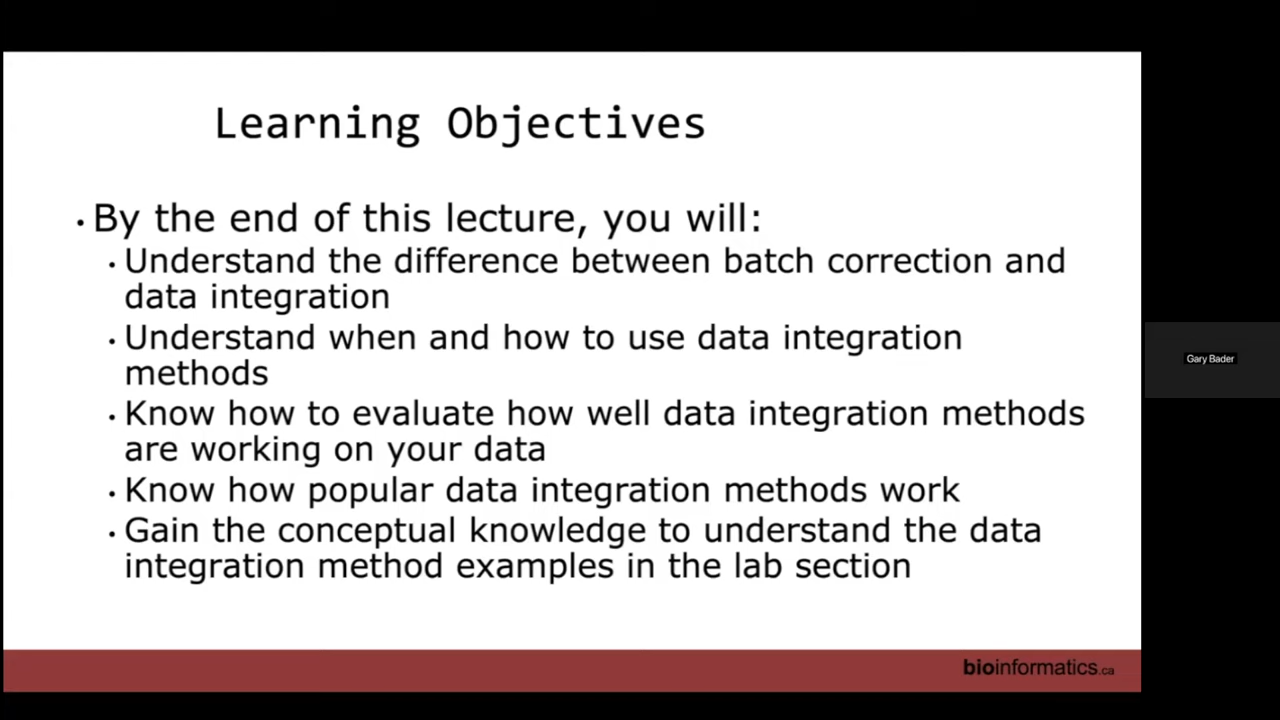 Learning Objectives
• By the end of this lecture, you will:
• Understand the difference between batch correction and
data integration
• Understand when and how to use data integration
methods
• Know how to evaluate how well data integration methods
are working on your data
• Know how popular data integration methods work
• Gain the conceptual knowledge to understand the data
integration method examples in the lab section
Gary Bader
bioinformatics.ca